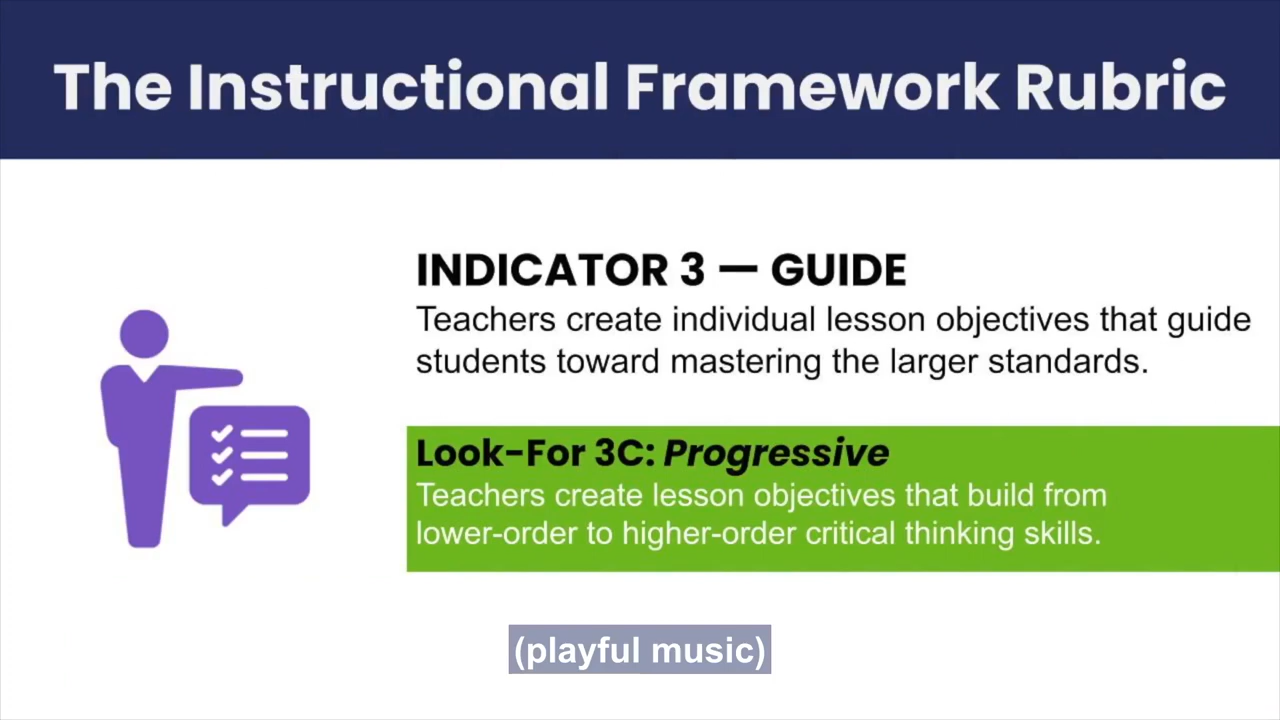 The Instructional Framework Rubric
INDICATOR 3 — GUIDE
Teachers create individual lesson objectives that guide
students toward mastering the larger standards.
Look-For 3C: Progressive
Teachers create lesson objectives that build from
lower-order to higher-order critical thinking skills.
(playful music)